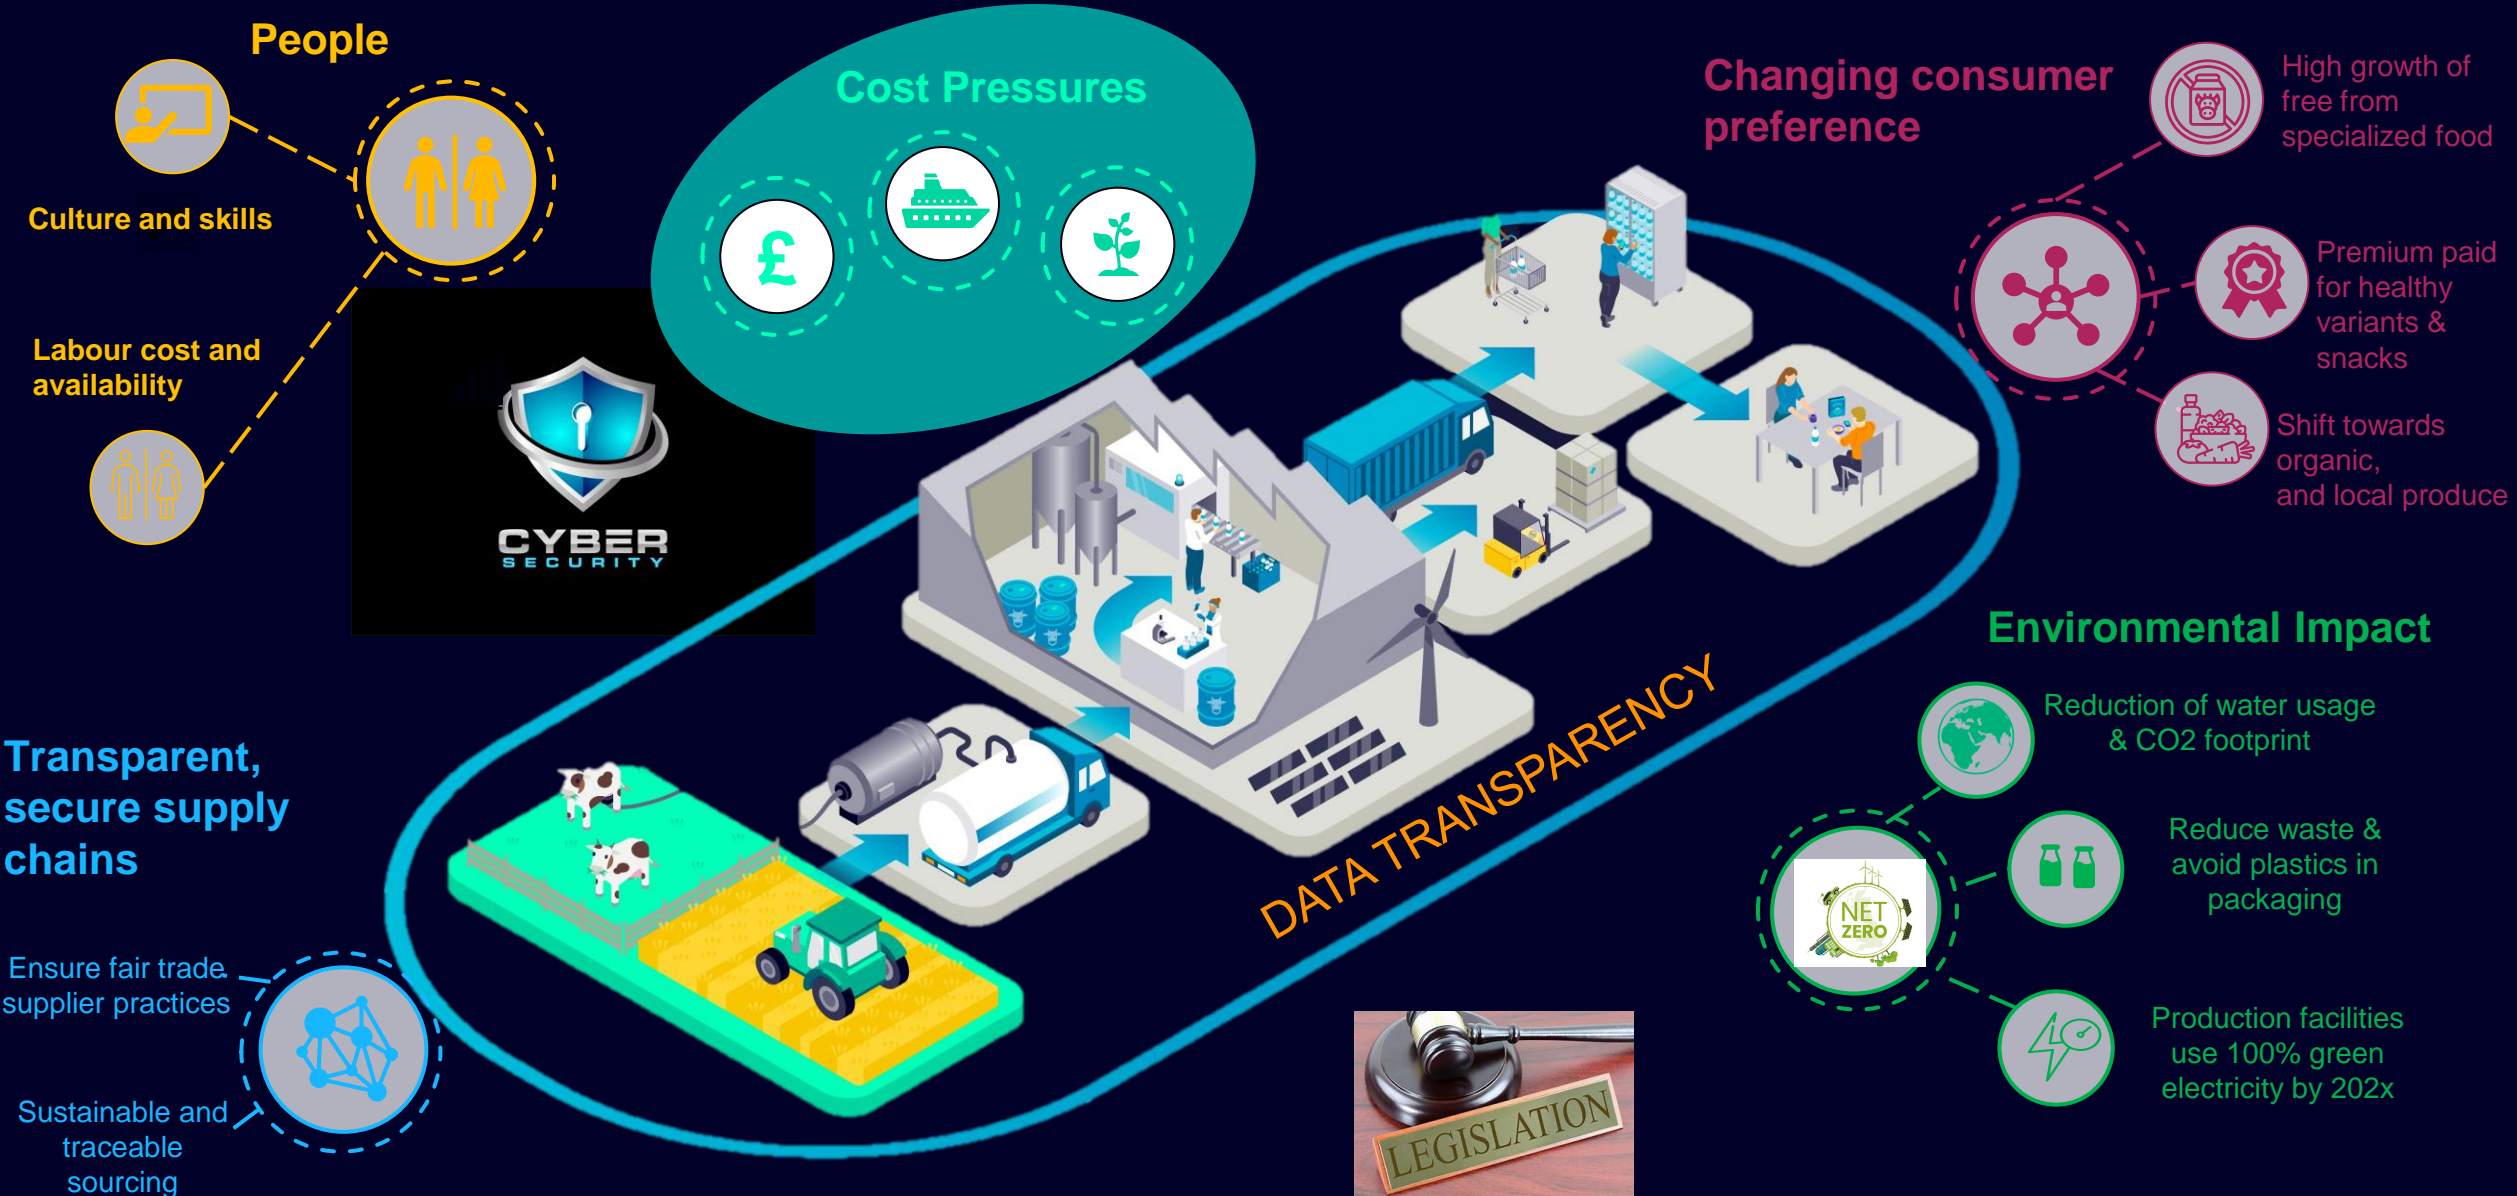 People
Culture and skills
Labour cost and
availability
Cost Pressures
£
CYBER
SECURITY
Changing consumer
preference
High growth of
free from
specialized food
Premium paid
for healthy
variants &
snacks
Shift towards
organic,
and local produce
Environmental Impact
Reduction of water usage
& CO2 footprint
Reduce waste &
avoid plastics in
packaging
NET
ZERO
Production facilities
use 100% green
electricity by 202x
DATA TRANSPARENCY
Transparent,
secure supply
chains
Ensure fair trade
supplier practices
Sustainable and
traceable
sourcing
LEGISLATION